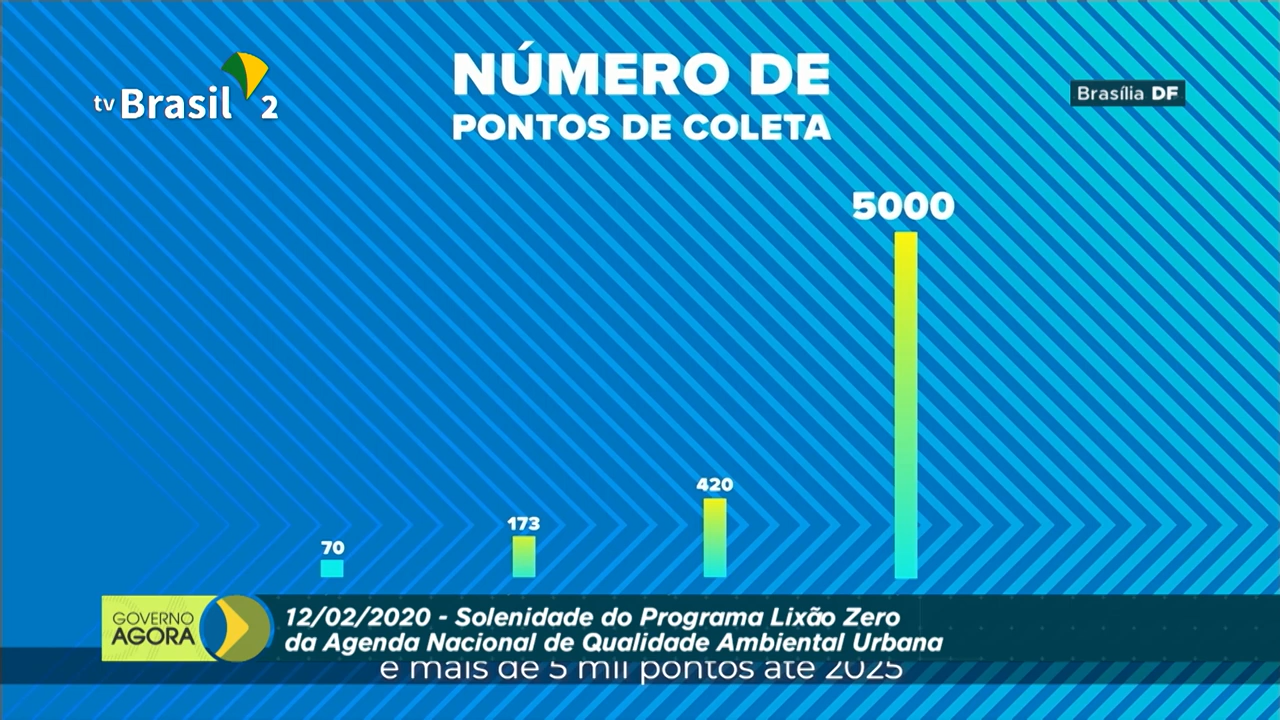 tv Brasil 2
NÚMERO DE
PONTOS DE COLETA
Brasília DF
5000
420
173
70
GOVERNO
AGORA
12/02/2020 - Solenidade do Programa Lixão Zero
da Agenda Nacional de Qualidade Ambiental Urbana
e mais de 5 mil pontos até 2025